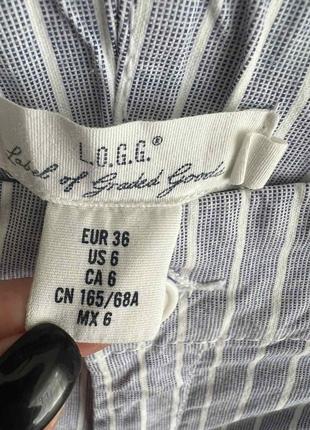 L.O.G.G.®
Label of Graded Goods
EUR 36
US 6
CA 6
CN 165/68A
MX 6